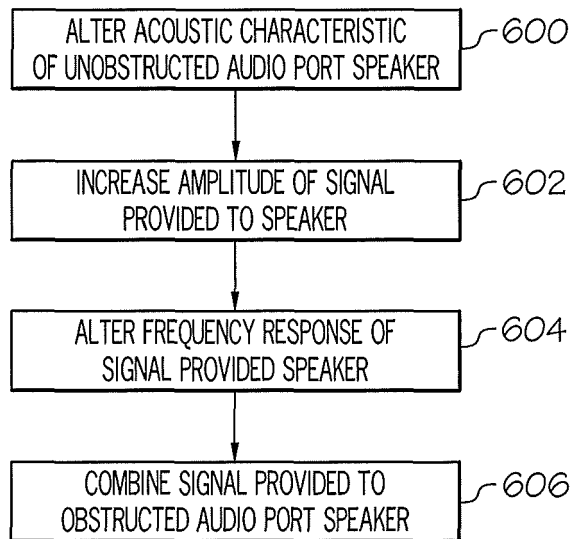 ALTER ACOUSTIC CHARACTERISTIC
OF UNOBSTRUCTED AUDIO PORT SPEAKER
600
INCREASE AMPLITUDE OF SIGNAL
PROVIDED TO SPEAKER
602
ALTER FREQUENCY RESPONSE OF
SIGNAL PROVIDED SPEAKER
604
COMBINE SIGNAL PROVIDED TO
OBSTRUCTED AUDIO PORT SPEAKER
606